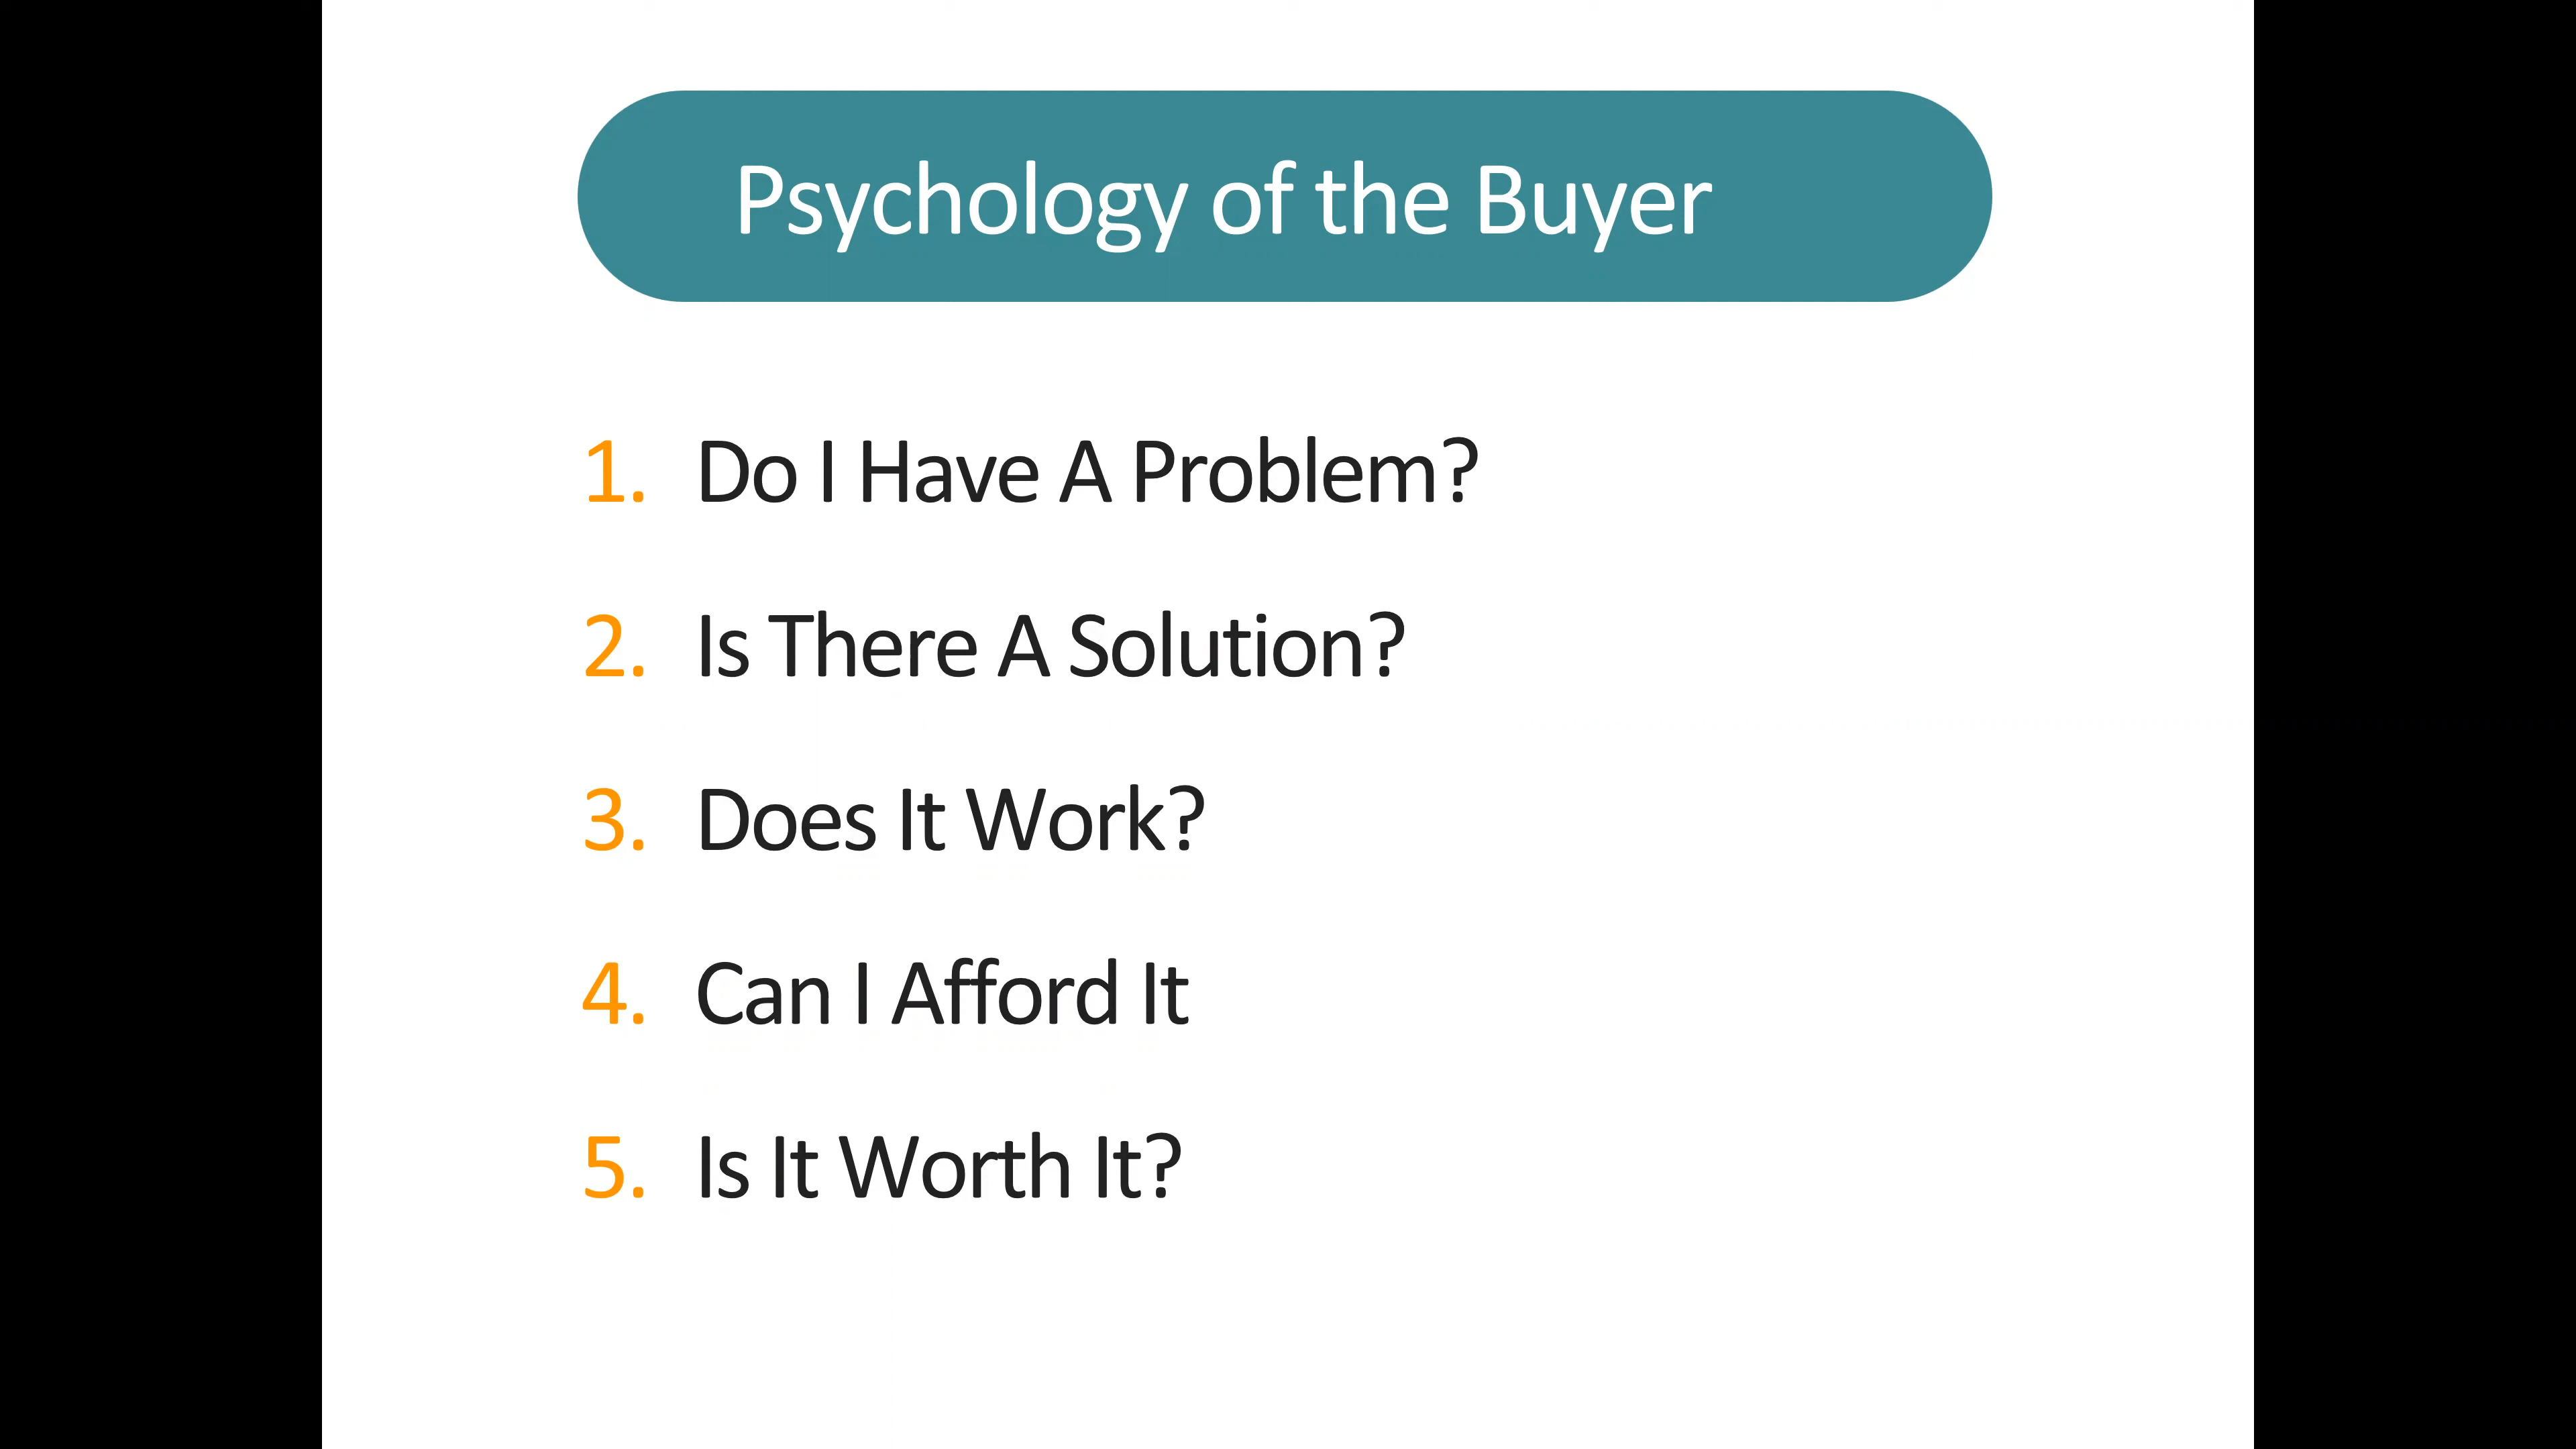 Psychology of the Buyer
1. Do I Have A Problem?
2. Is There A Solution?
3. Does It Work?
4. Can I Afford It
5. Is It Worth It?